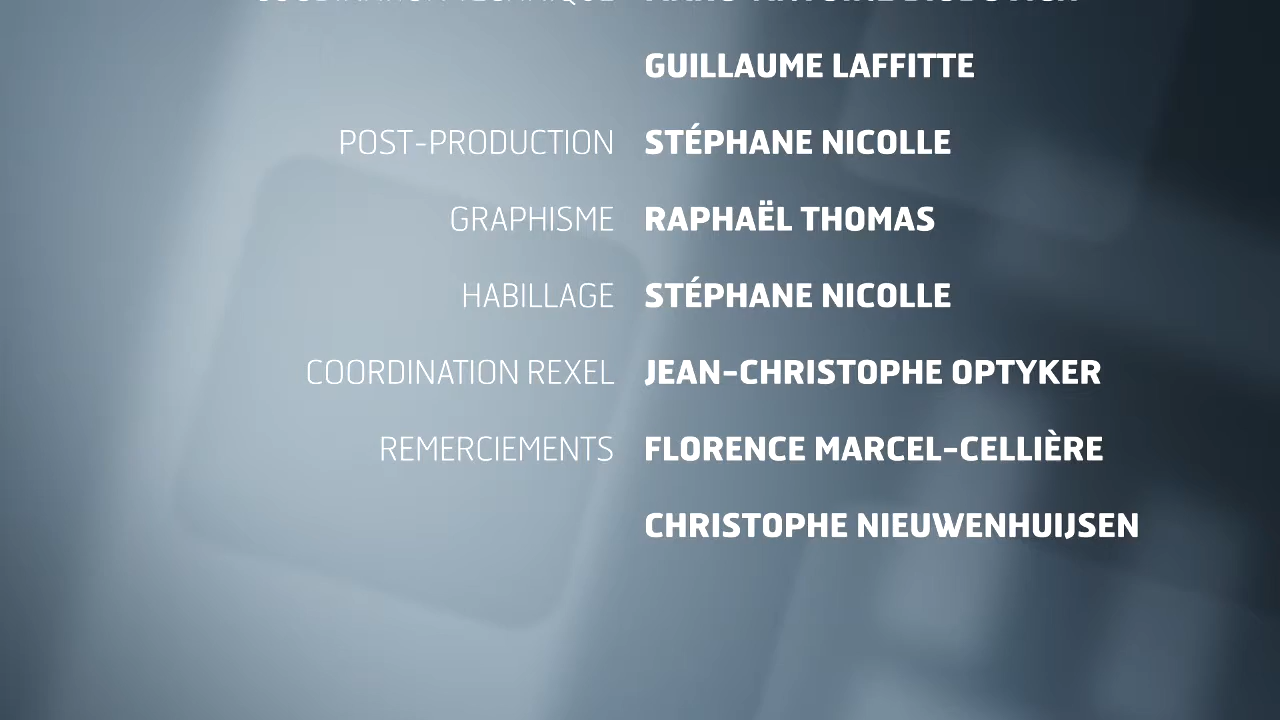 GUILLAUME LAFFITTE
POST-PRODUCTION STÉPHANE NICOLLE
GRAPHISME RAPHAËL THOMAS
HABILLAGE STÉPHANE NICOLLE
COORDINATION REXEL JEAN-CHRISTOPHE OPTYKER
REMERCIEMENTS FLORENCE MARCEL-CELLIÈRE
CHRISTOPHE NIEUWENHUIJSEN